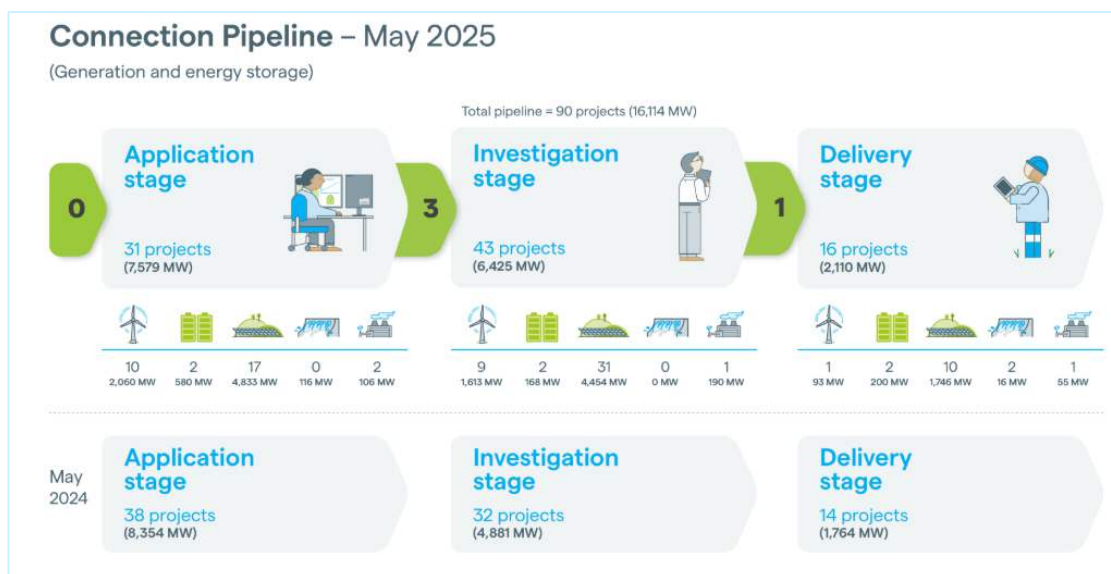 Connection Pipeline – May 2025
(Generation and energy storage)
Total pipeline = 90 projects (16,114 MW)
0
Application
stage
31 projects
(7,579 MW)
3
Investigation
stage
43 projects
(6,425 MW)
1
Delivery
stage
16 projects
(2,110 MW)
10 2 17 0 2
2,060 MW 580 MW 4,833 MW 116 MW 106 MW
9 2 31 0 1
1,613 MW 168 MW 4,454 MW 0 MW 190 MW
1 2 10 2 1
93 MW 200 MW 1,746 MW 16 MW 55 MW
May
2024
Application
stage
38 projects
(8,354 MW)
Investigation
stage
32 projects
(4,881 MW)
Delivery
stage
14 projects
(1,764 MW)